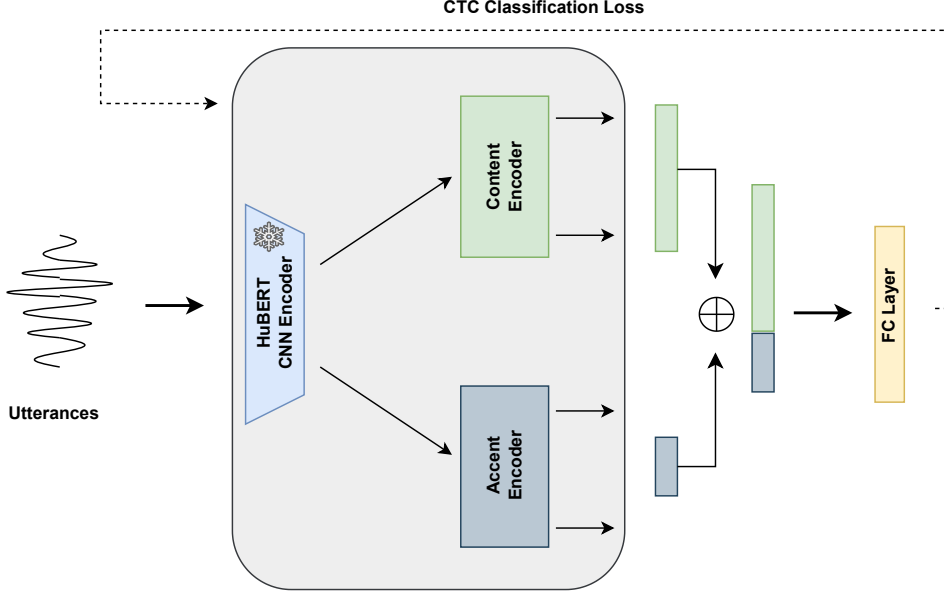 CTC Classification Loss
Content
Encoder
HuBERT
CNN Encoder
FC Layer
Utterances
Accent
Encoder